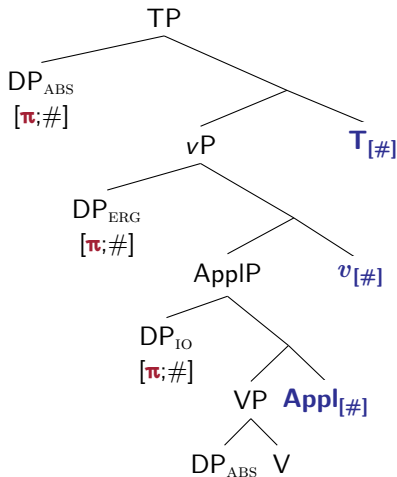 TP
DP_ABS
[π;#]
vP
T[#]
DP_ERG
[π;#]
ApplP
v[#]
DP_IO
[π;#]
VP
Appl[#]
DP_ABS
V